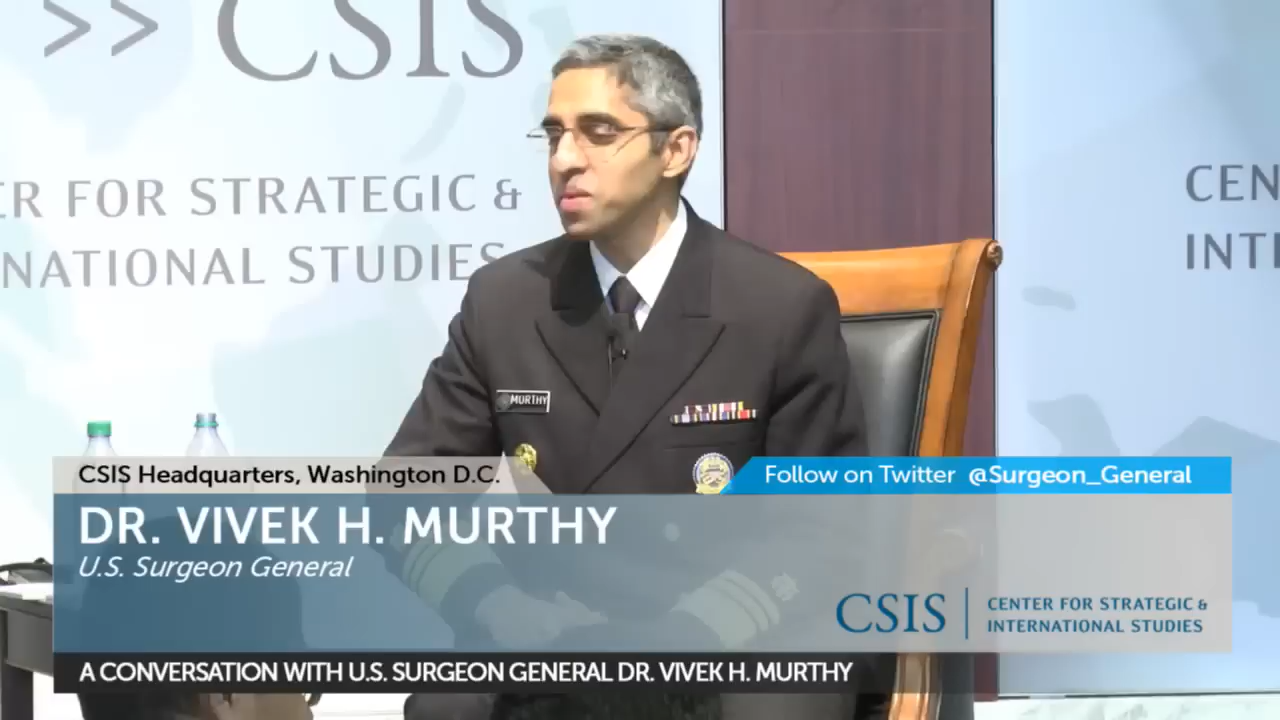 >> CSIS
ER FOR STRATEGIC &
NATIONAL STUDIES
CEN
INTE
MURTHY
CSIS Headquarters, Washington D.C.
Follow on Twitter @Surgeon_General
DR. VIVEK H. MURTHY
U.S. Surgeon General
CSIS
CENTER FOR STRATEGIC &
INTERNATIONAL STUDIES
A CONVERSATION WITH U.S. SURGEON GENERAL DR. VIVEK H. MURTHY